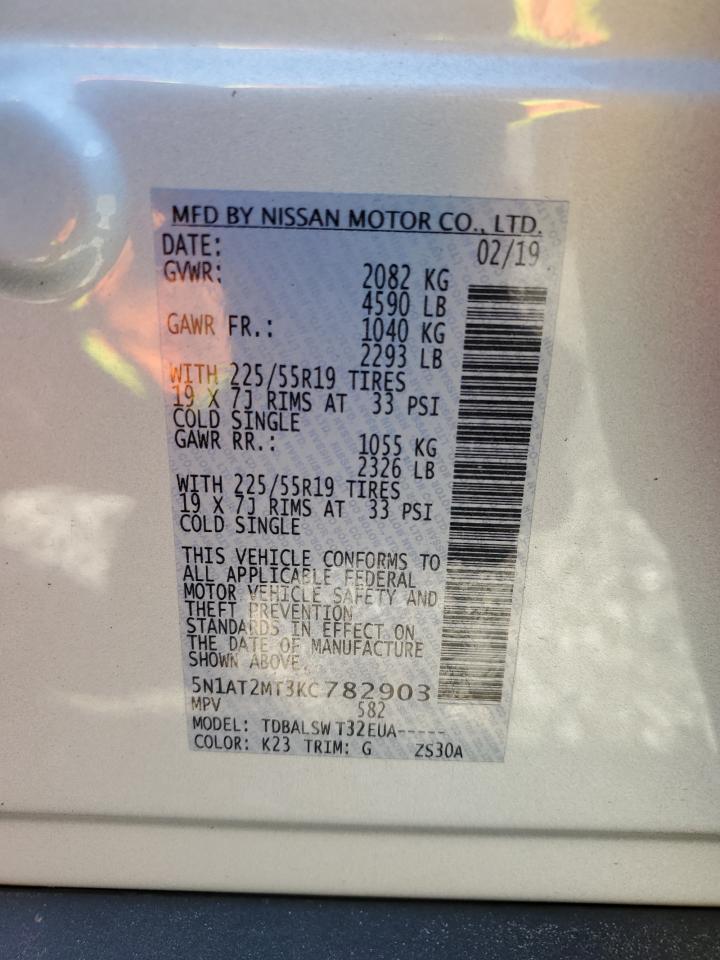 MFD BY NISSAN MOTOR CO., LTD.
DATE: 02/19
GVWR: 2082 KG
4590 LB
GAWR FR.: 1040 KG
2293 LB
WITH 225/55R19 TIRES
19 X 7J RIMS AT 33 PSI
COLD SINGLE
GAWR RR.: 1055 KG
2326 LB
WITH 225/55R19 TIRES
19 X 7J RIMS AT 33 PSI
COLD SINGLE
THIS VEHICLE CONFORMS TO
ALL APPLICABLE FEDERAL
MOTOR VEHICLE SAFETY AND
THEFT PREVENTION
STANDARDS IN EFFECT ON
THE DATE OF MANUFACTURE
SHOWN ABOVE.
5N1AT2MT3KC782903
MPV 582
MODEL: TDBALSW T32EUA-----
COLOR: K23 TRIM: G ZS30A